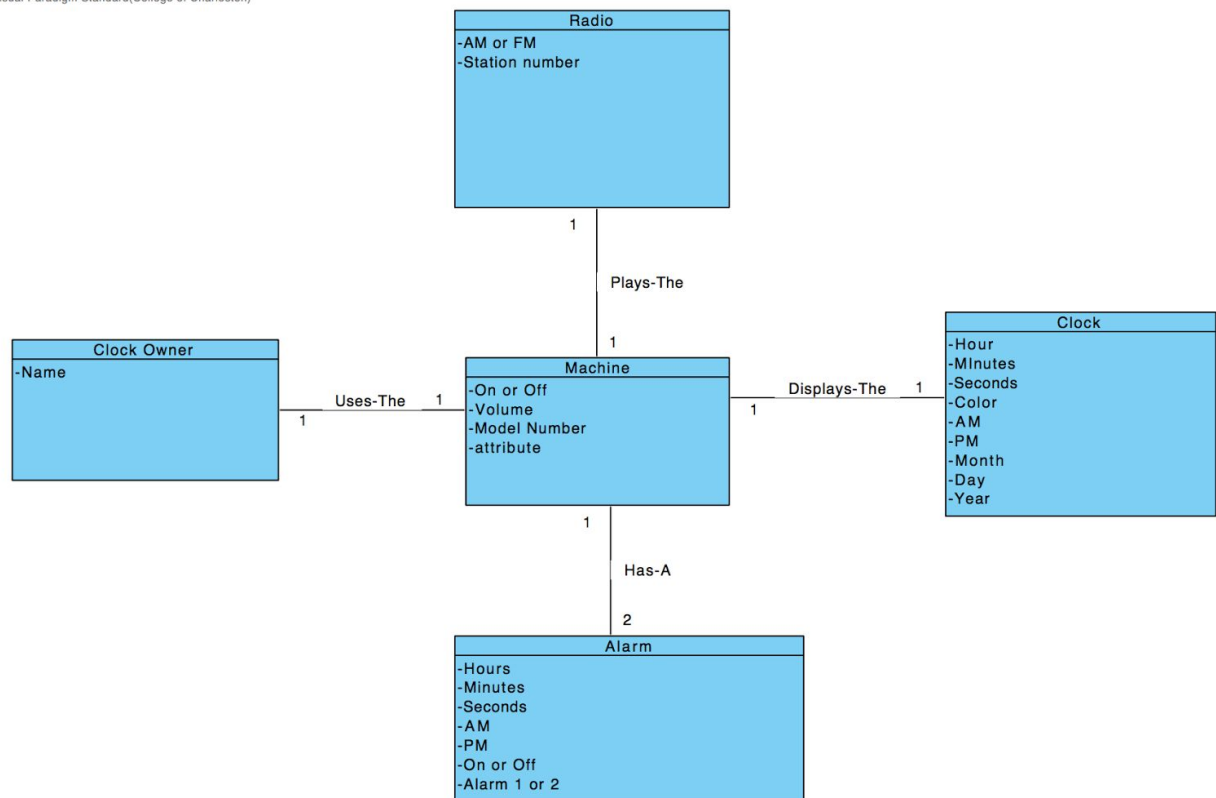 Radio
-AM or FM
-Station number
1
Plays-The
1
Clock Owner
-Name
1
Uses-The
1
Machine
-On or Off
-Volume
-Model Number
-attribute
1
Displays-The
1
Clock
-Hour
-MInutes
-Seconds
-Color
-AM
-PM
-Month
-Day
-Year
1
Has-A
2
Alarm
-Hours
-Minutes
-Seconds
-AM
-PM
-On or Off
-Alarm 1 or 2